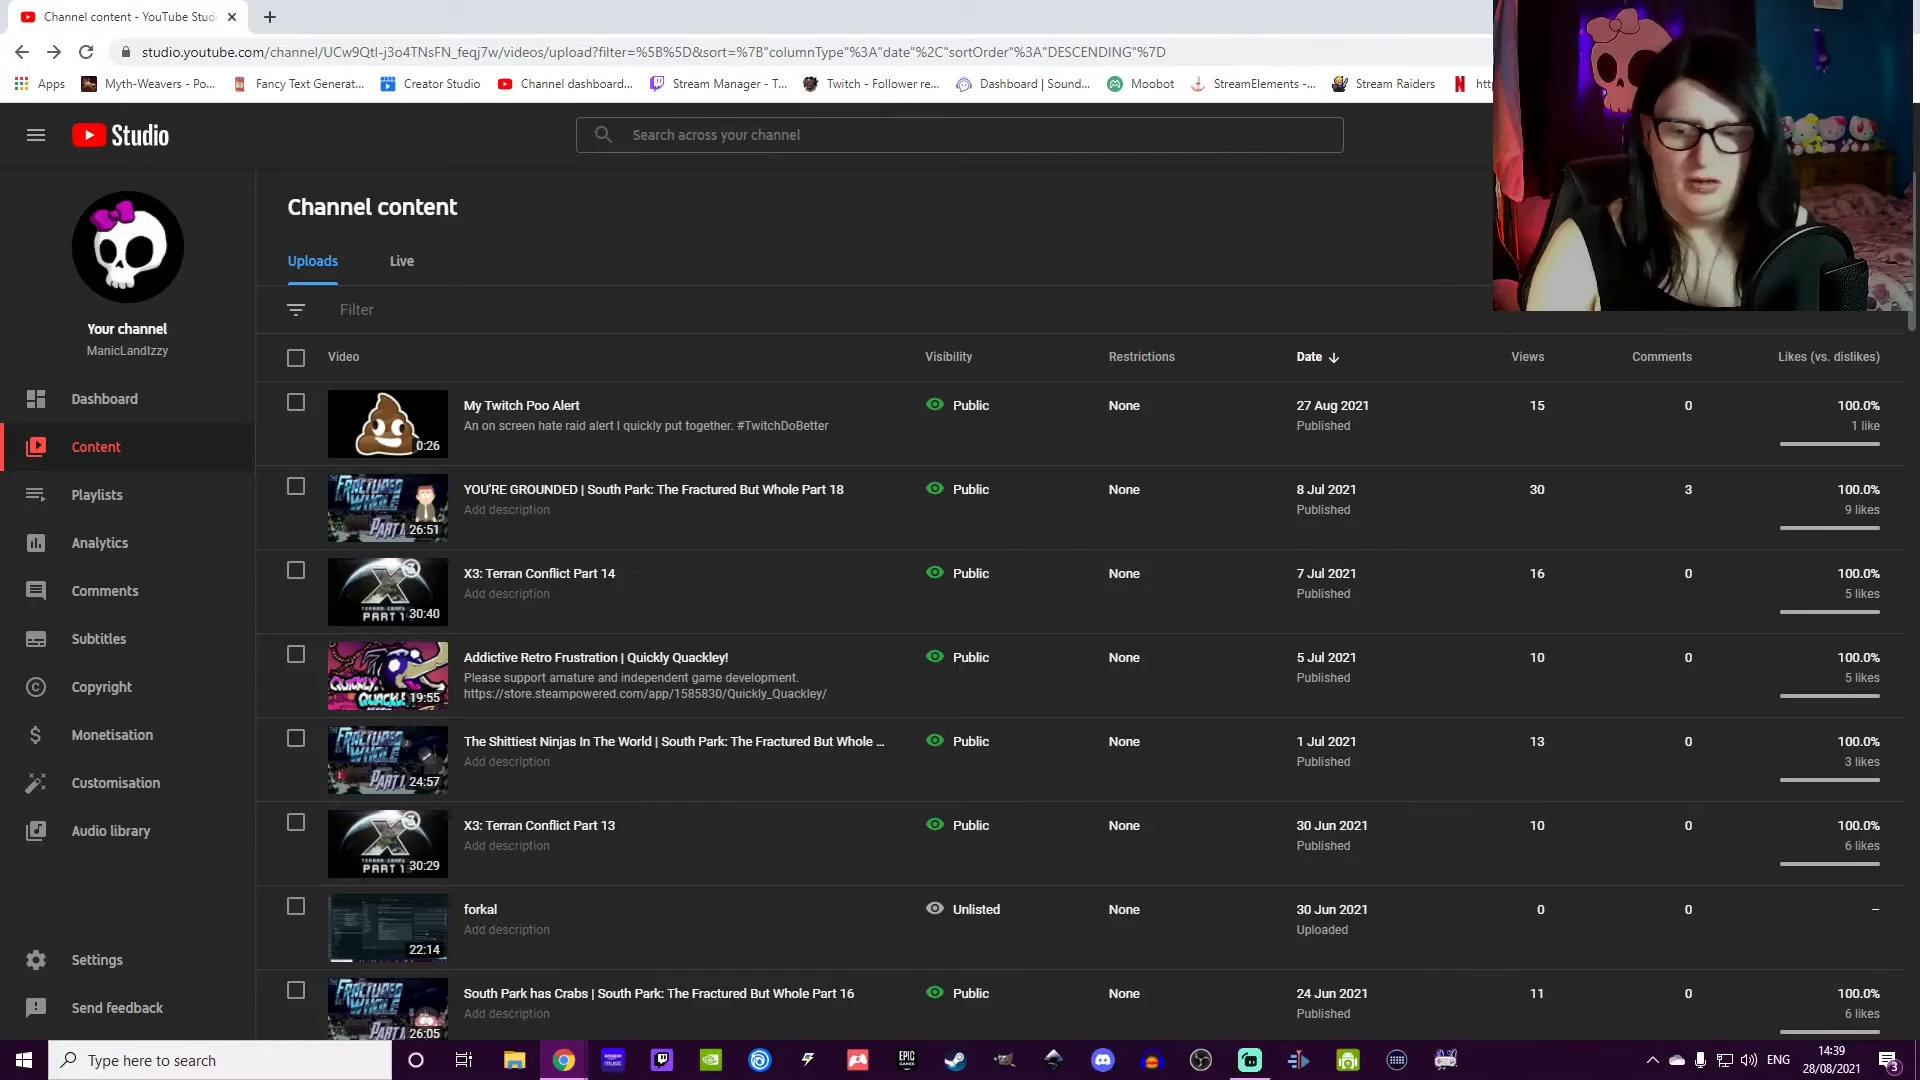 Channel content - YouTube Studi
studio.youtube.com/channel/UCw9Qtl-j3o4TNsFN_feqj7w/videos/upload?filter=%5B%5D&sort=%7B"columnType"%3A"date"%2C"sortOrder"%3A"DESCENDING"%7D
Apps Myth-Weavers - Po... Fancy Text Generat... Creator Studio Channel dashboard... Stream Manager - T... Twitch - Follower re... Dashboard | Sound... Moobot StreamElements -... Stream Raiders
Studio
Search across your channel
Channel content
Uploads Live
Filter
Your channel
ManicLandIzzy
Dashboard
Content
Playlists
Analytics
Comments
Subtitles
Copyright
Monetisation
Customisation
Audio library
Settings
Send feedback
Video Visibility Restrictions Date Views Comments Likes (vs. dislikes)
My Twitch Poo Alert Public None 27 Aug 2021 15 0 100.0%
An on screen hate raid alert I quickly put together. #TwitchDoBetter Published 1 like
0:26
YOU'RE GROUNDED | South Park: The Fractured But Whole Part 18 Public None 8 Jul 2021 30 3 100.0%
Add description Published 9 likes
26:51
X3: Terran Conflict Part 14 Public None 7 Jul 2021 16 0 100.0%
Add description Published 5 likes
30:40
Addictive Retro Frustration | Quickly Quackley! Public None 5 Jul 2021 10 0 100.0%
Please support amature and independent game development. Published 5 likes
https://store.steampowered.com/app/1585830/Quickly_Quackley/
19:55
The Shittiest Ninjas In The World | South Park: The Fractured But Whole ... Public None 1 Jul 2021 13 0 100.0%
Add description Published 3 likes
24:57
X3: Terran Conflict Part 13 Public None 30 Jun 2021 10 0 100.0%
Add description Published 6 likes
30:29
forkal Unlisted None 30 Jun 2021 0 0 –
Add description Uploaded
22:14
South Park has Crabs | South Park: The Fractured But Whole Part 16 Public None 24 Jun 2021 11 0 100.0%
Add description Published 6 likes
26:05
Type here to search
ENG
14:39
28/08/2021
3